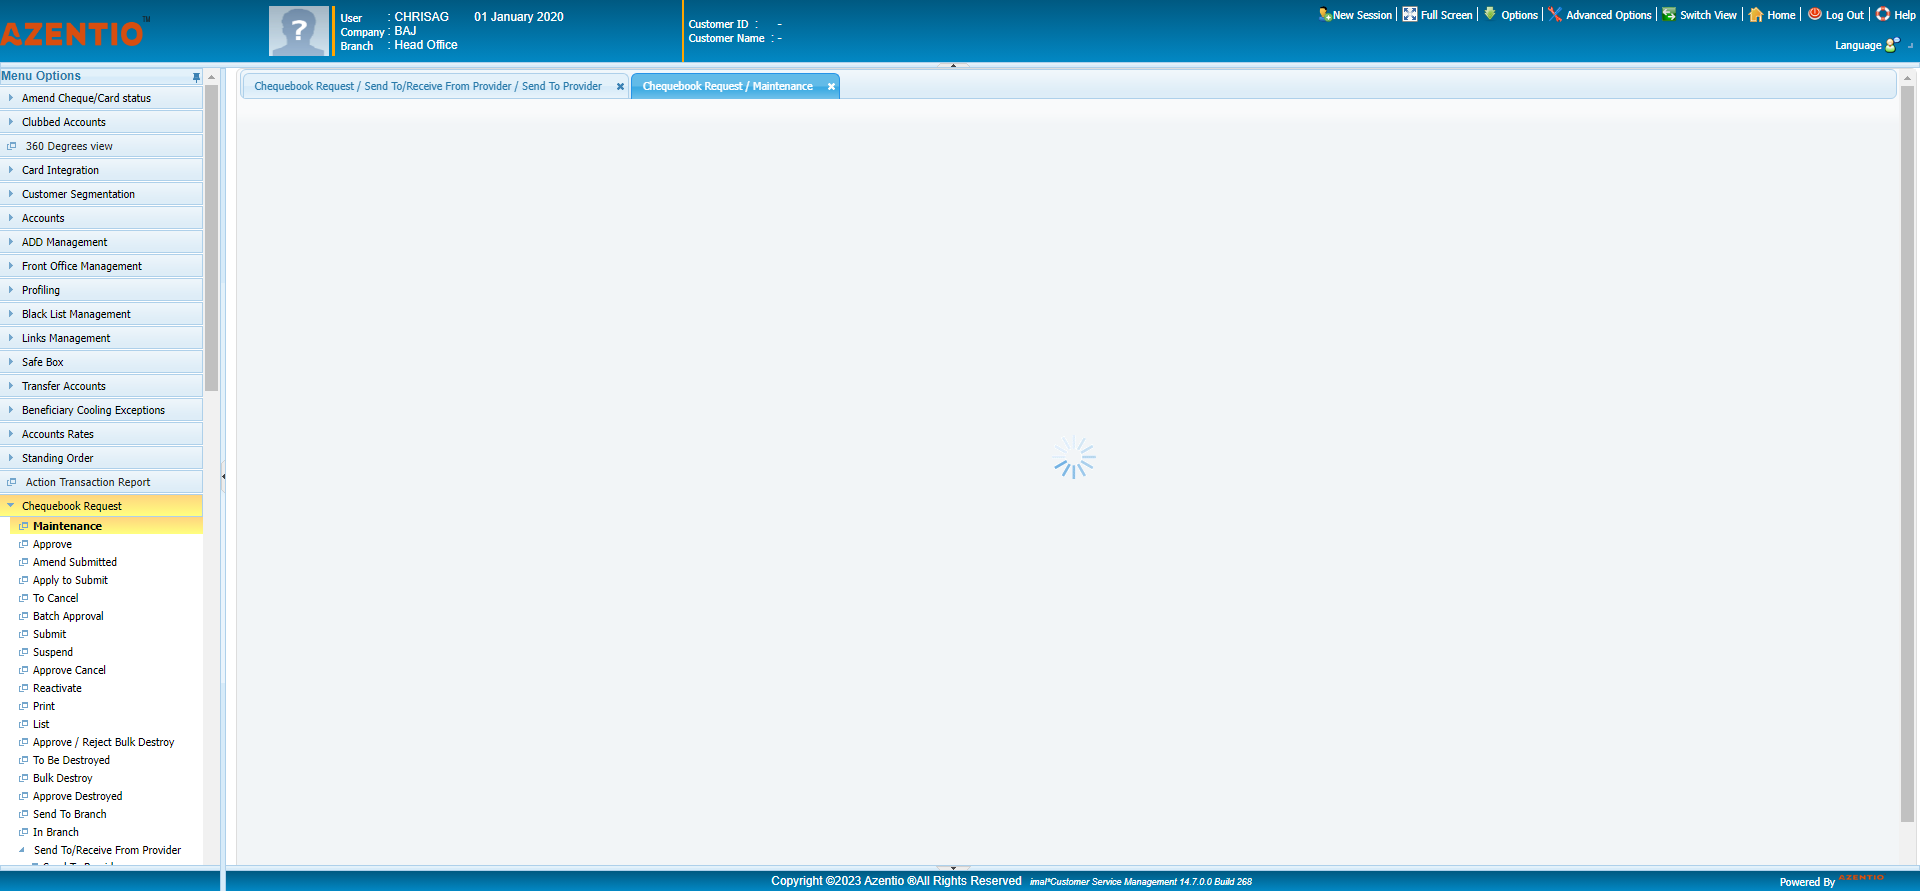 AZENTIO™
User : CHRISAG 01 January 2020
Company : BAJ
Branch : Head Office
Customer ID : -
Customer Name : -
New Session Full Screen Options Advanced Options Switch View Home Log Out Help
Language
Menu Options
Amend Cheque/Card status
Clubbed Accounts
360 Degrees view
Card Integration
Customer Segmentation
Accounts
ADD Management
Front Office Management
Profiling
Black List Management
Links Management
Safe Box
Transfer Accounts
Beneficiary Cooling Exceptions
Accounts Rates
Standing Order
Action Transaction Report
Chequebook Request
Maintenance
Approve
Amend Submitted
Apply to Submit
To Cancel
Batch Approval
Submit
Suspend
Approve Cancel
Reactivate
Print
List
Approve / Reject Bulk Destroy
To Be Destroyed
Bulk Destroy
Approve Destroyed
Send To Branch
In Branch
Send To/Receive From Provider
Chequebook Request / Send To/Receive From Provider / Send To Provider
Chequebook Request / Maintenance
Copyright ©2023 Azentio ®All Rights Reserved imal*Customer Service Management 14.7.0.0 Build 268
Powered By AZENTIO